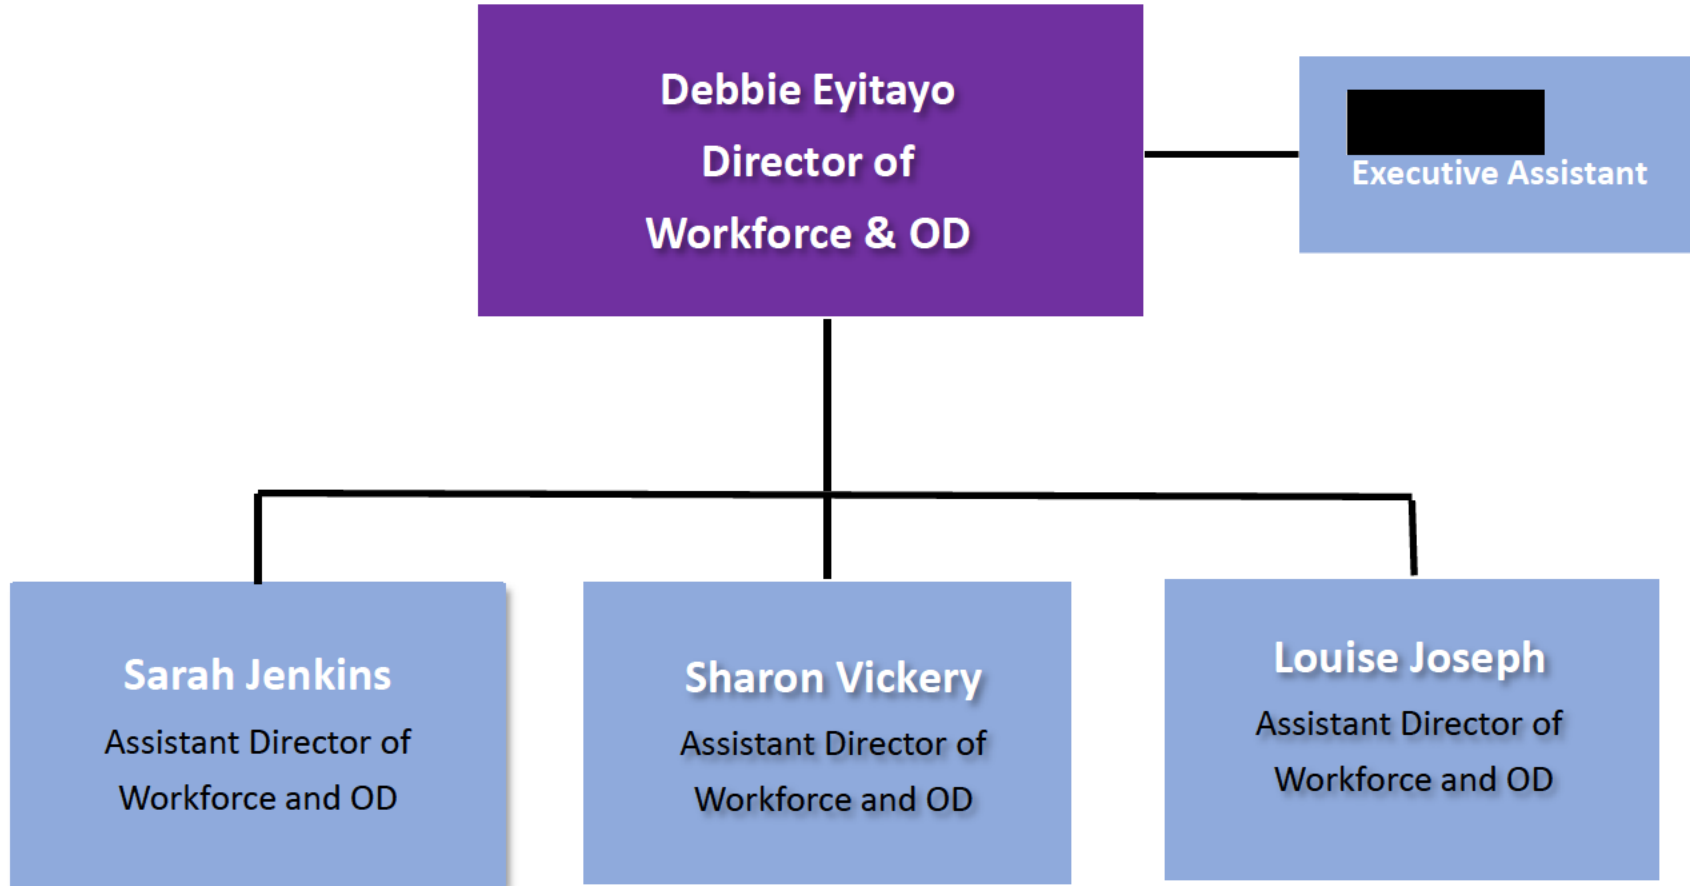 Debbie Eyitayo
Director of
Workforce & OD
Executive Assistant
Sarah Jenkins
Assistant Director of
Workforce and OD
Sharon Vickery
Assistant Director of
Workforce and OD
Louise Joseph
Assistant Director of
Workforce and OD